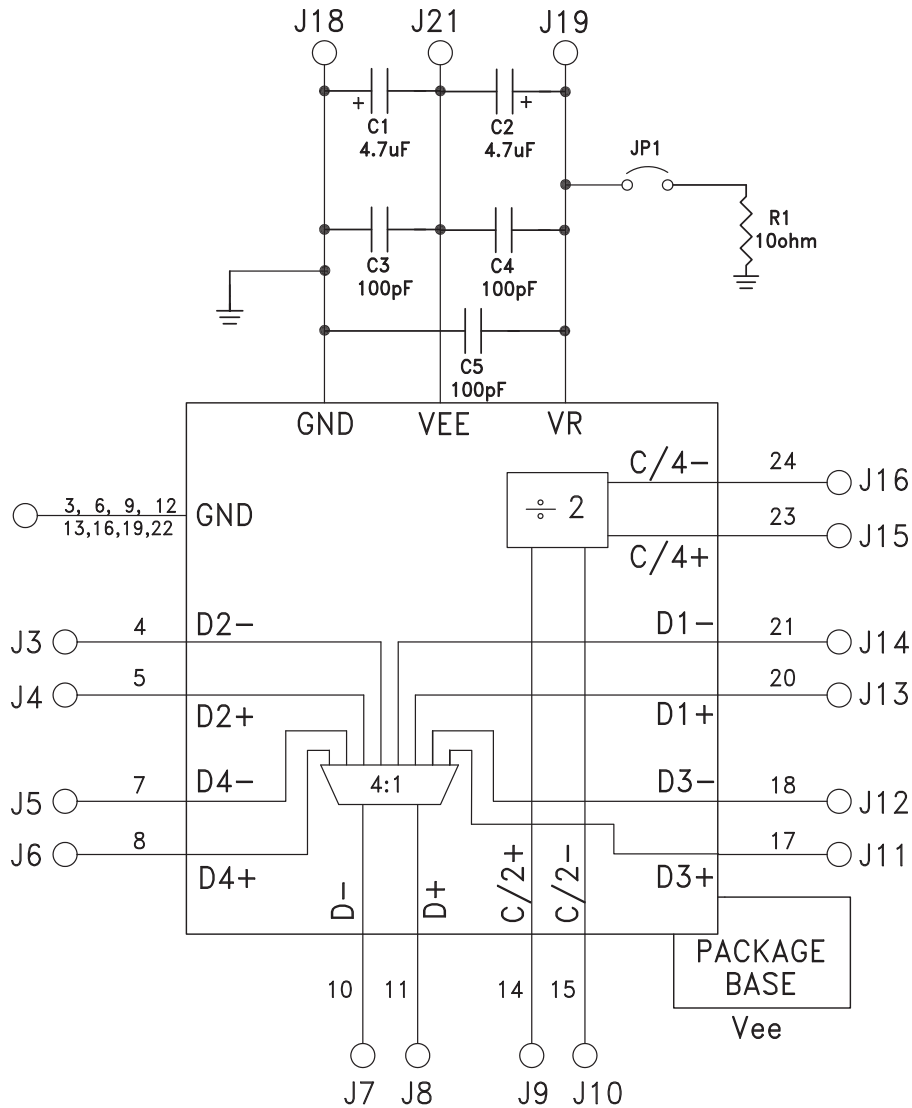 J18 J21 J19
+ C1 4.7uF
C2 + 4.7uF
JP1
R1
10ohm
C3
100pF
C4
100pF
C5
100pF
GND VEE VR
3, 6, 9, 12
13,16,19,22
GND
÷ 2
C/4- 24 J16
C/4+ 23 J15
J3 4 D2-
D1- 21 J14
J4 5 D2+
D1+ 20 J13
J5 7 D4-
4:1
D3- 18 J12
J6 8 D4+
D3+ 17 J11
D- D+ C/2+ C/2-
PACKAGE
BASE
Vee
10 11 14 15
J7 J8 J9 J10